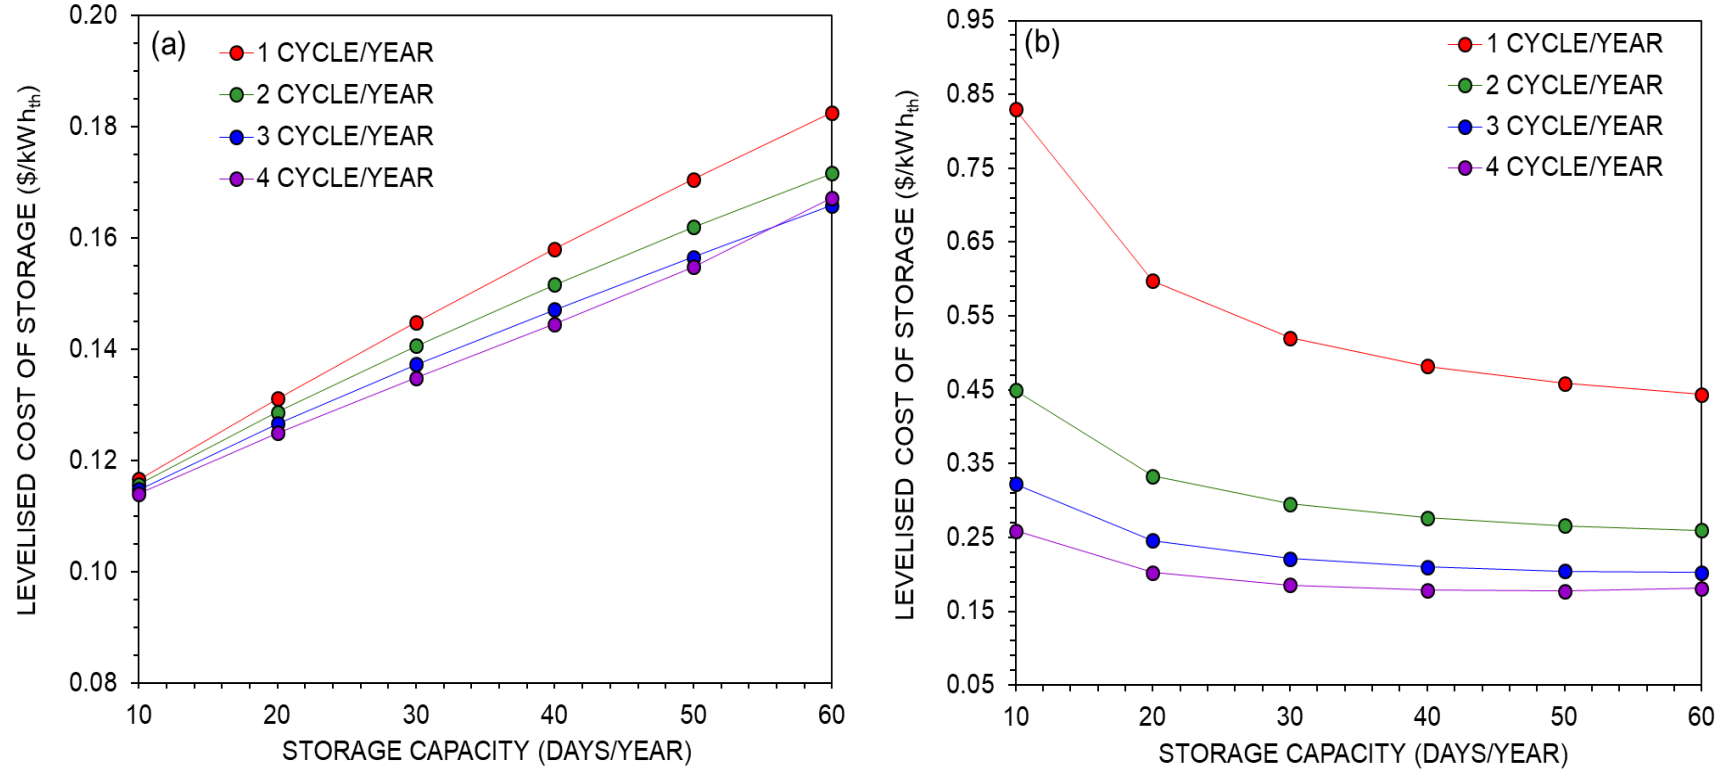 (a)
1 CYCLE/YEAR
2 CYCLE/YEAR
3 CYCLE/YEAR
4 CYCLE/YEAR
LEVELISED COST OF STORAGE ($/kWhth)
0.20
0.18
0.16
0.14
0.12
0.10
0.08
10 20 30 40 50 60
STORAGE CAPACITY (DAYS/YEAR)
(b)
1 CYCLE/YEAR
2 CYCLE/YEAR
3 CYCLE/YEAR
4 CYCLE/YEAR
LEVELISED COST OF STORAGE ($/kWhth)
0.95
0.85
0.75
0.65
0.55
0.45
0.35
0.25
0.15
0.05
10 20 30 40 50 60
STORAGE CAPACITY (DAYS/YEAR)